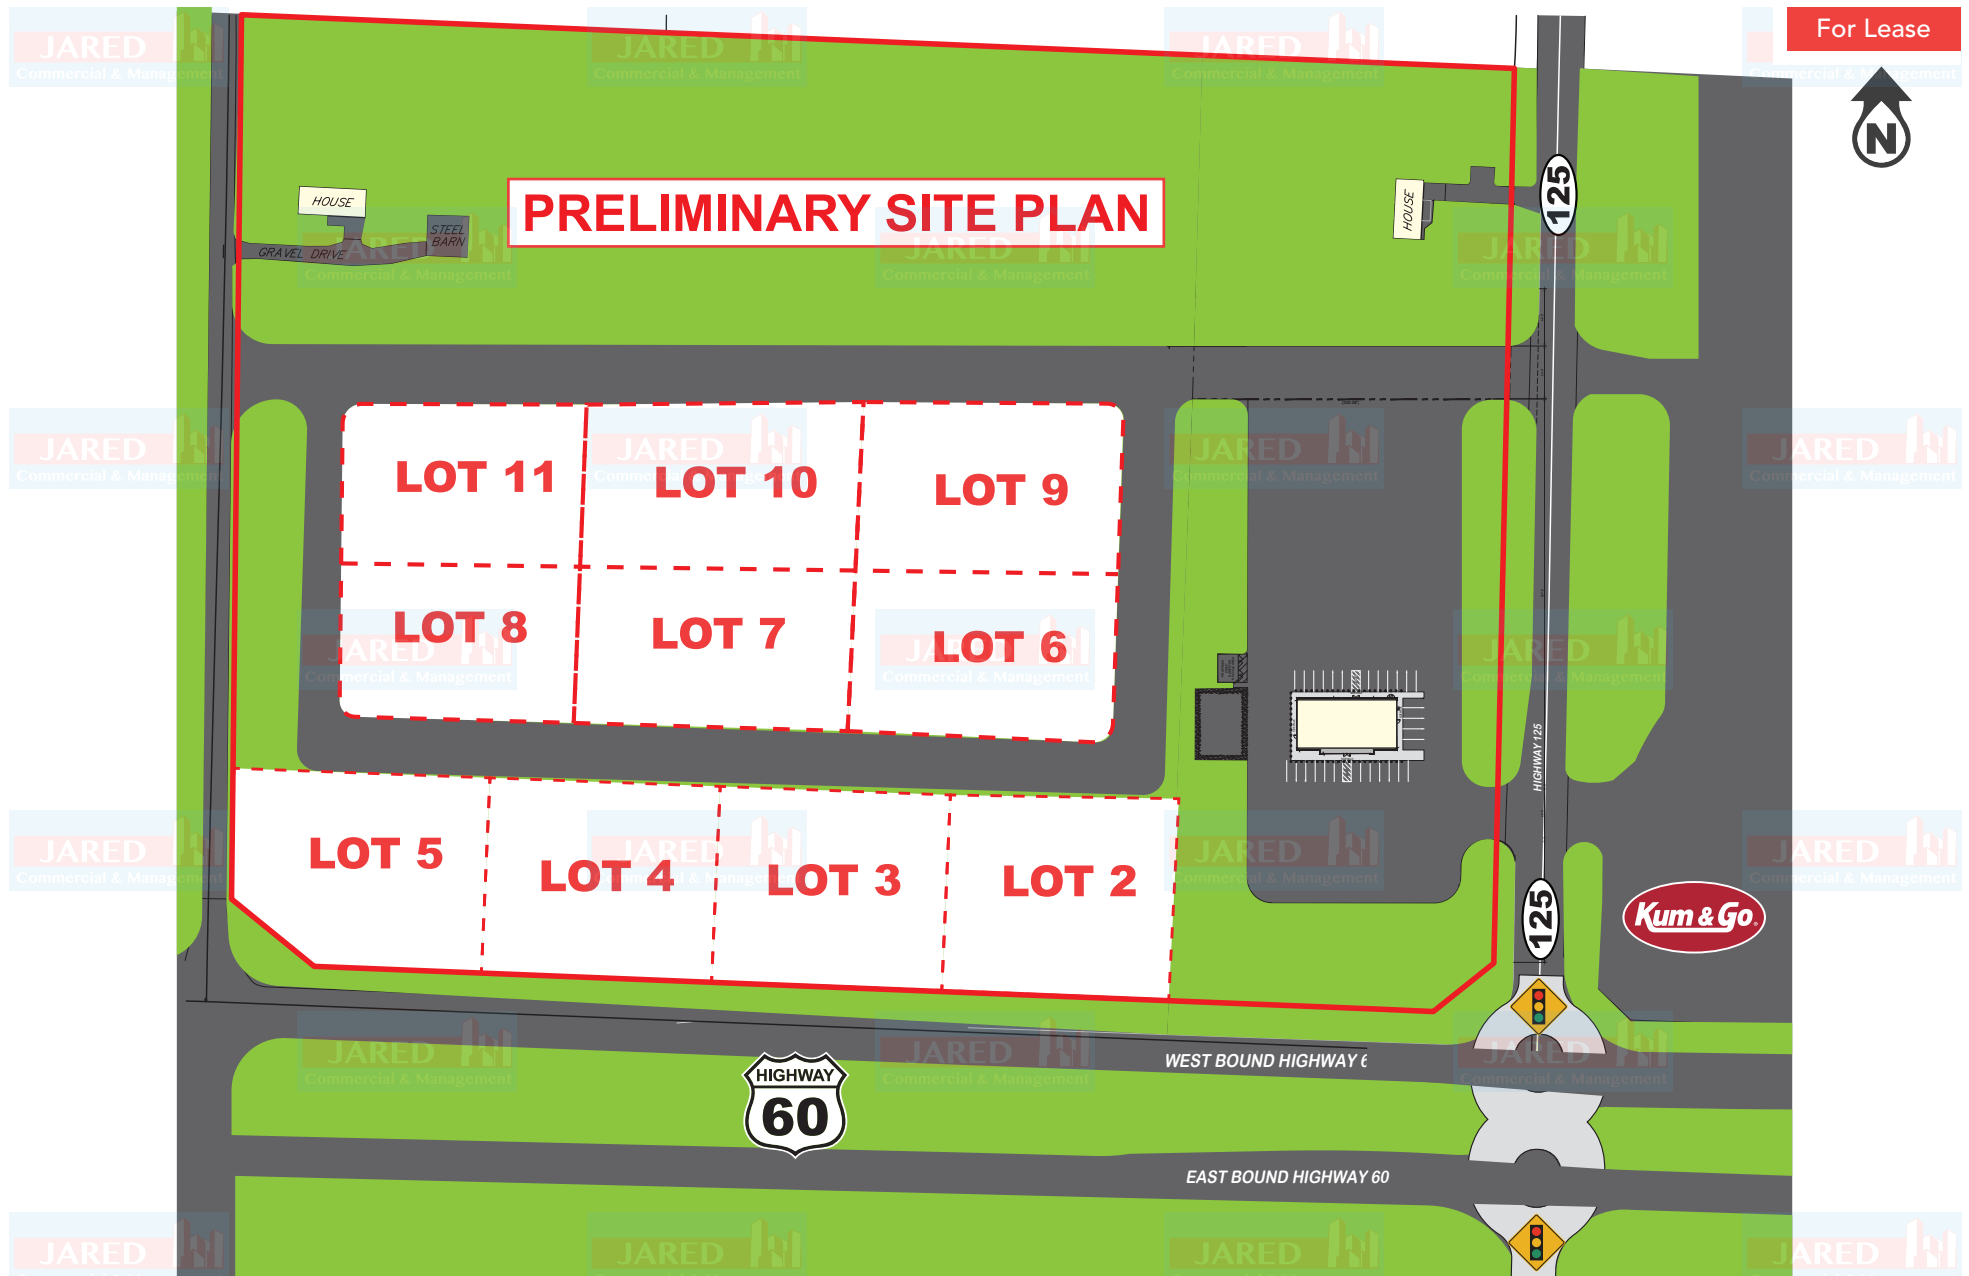 For Lease
N
PRELIMINARY SITE PLAN
HOUSE
STEEL
BARN
GRAVEL DRIVE
HOUSE
125
LOT 11
LOT 10
LOT 9
LOT 8
LOT 7
LOT 6
HIGHWAY 125
LOT 5
LOT 4
LOT 3
LOT 2
125
Kum & Go
WEST BOUND HIGHWAY 6
HIGHWAY
60
EAST BOUND HIGHWAY 60
JARED
Commercial & Management